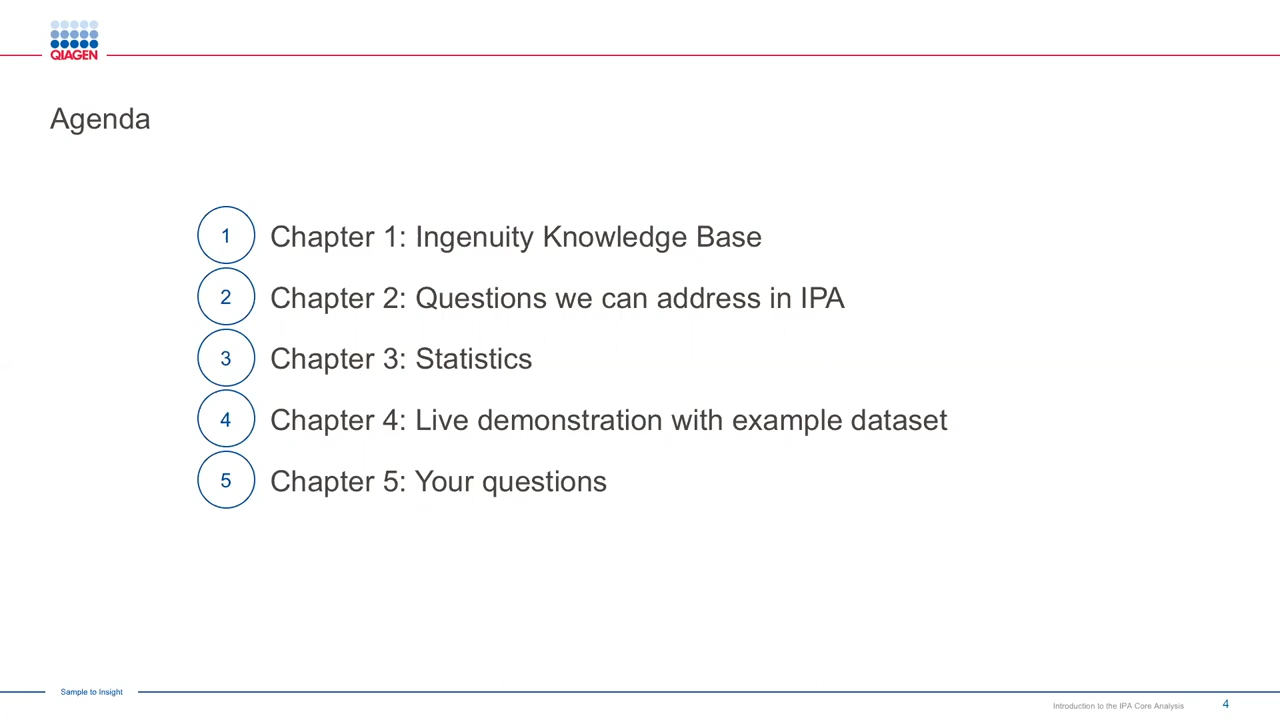 QIAGEN
Agenda
1 Chapter 1: Ingenuity Knowledge Base
2 Chapter 2: Questions we can address in IPA
3 Chapter 3: Statistics
4 Chapter 4: Live demonstration with example dataset
5 Chapter 5: Your questions
Sample to Insight
Introduction to the IPA Core Analysis 4